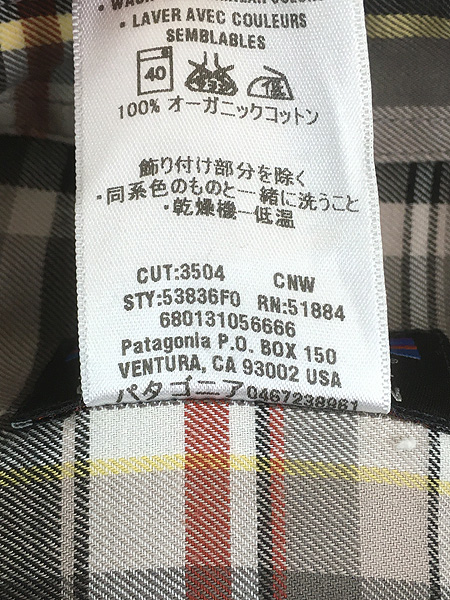 • LAVER AVEC COULEURS
SEMBLABLES
40
100% オーガニックコットン
飾り付け部分を除く
・同系色のものと一緒に洗うこと
・乾燥機ー低温
CUT:3504 CNW
STY:53836F0 RN:51884
680131056666
Patagonia P.O. BOX 150
VENTURA, CA 93002 USA
パタゴニア 0467238961